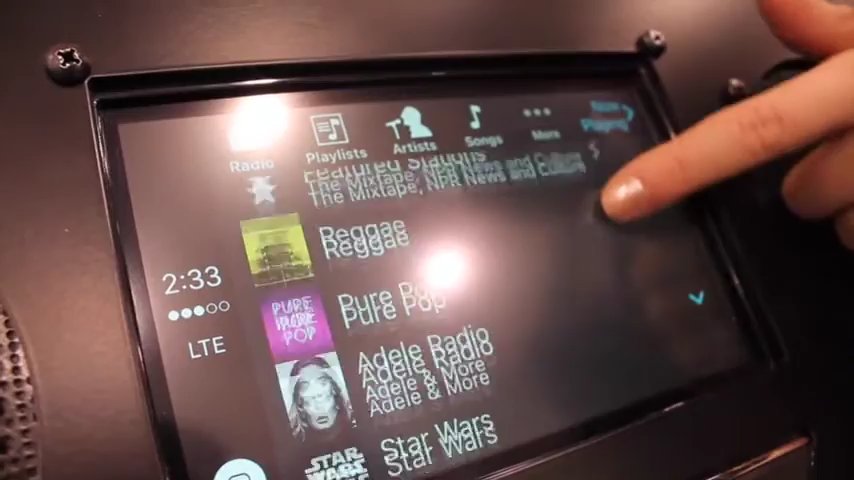 Radio
Playlists
Artists
Songs
More
Now Playing
Featured Stations
The Mixtape, NPR News and Culture
Reggae
2:33
LTE
PURE
POP
Pure Pop
Adele Radio
Adele & More
STAR
WARS
Star Wars